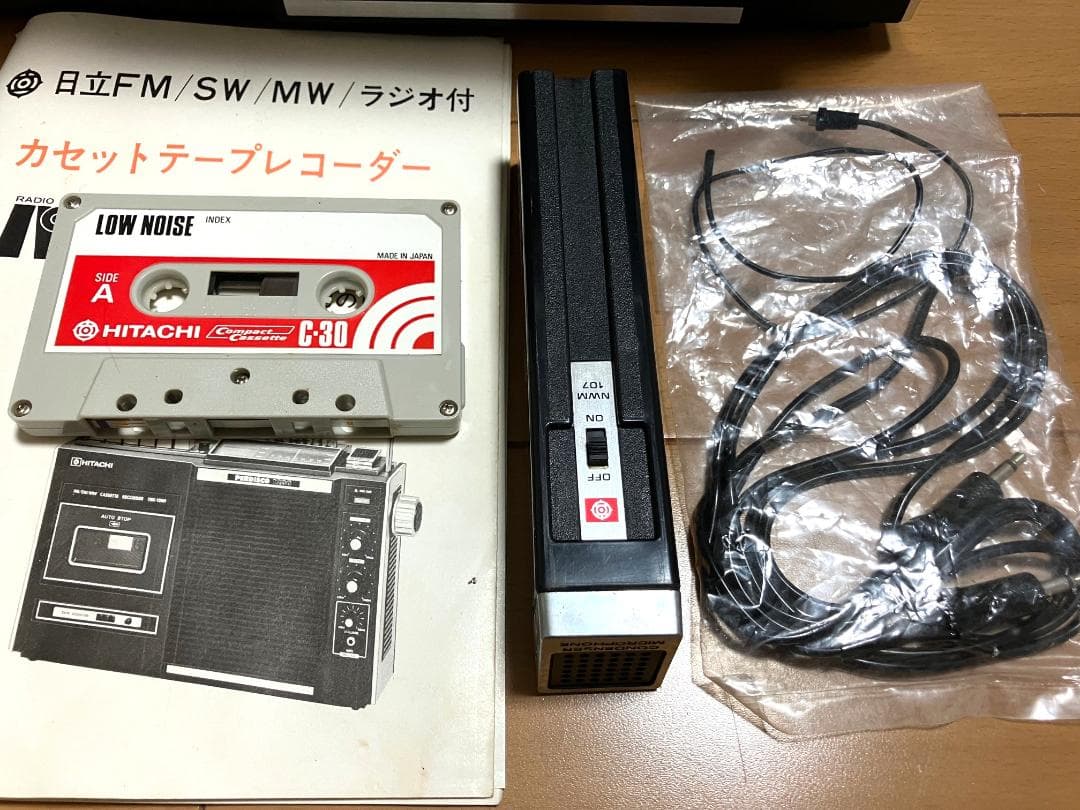 日立FM/SW/MW/ラジオ付
カセットテープレコーダー
RADIO
LOW NOISE INDEX
MADE IN JAPAN
SIDE
A
HITACHI Compact Cassette C-30
HITACHI
PERDISCO
AUTO STOP
NWM
107
ON
OFF
CONDENSER
MICROPHONE